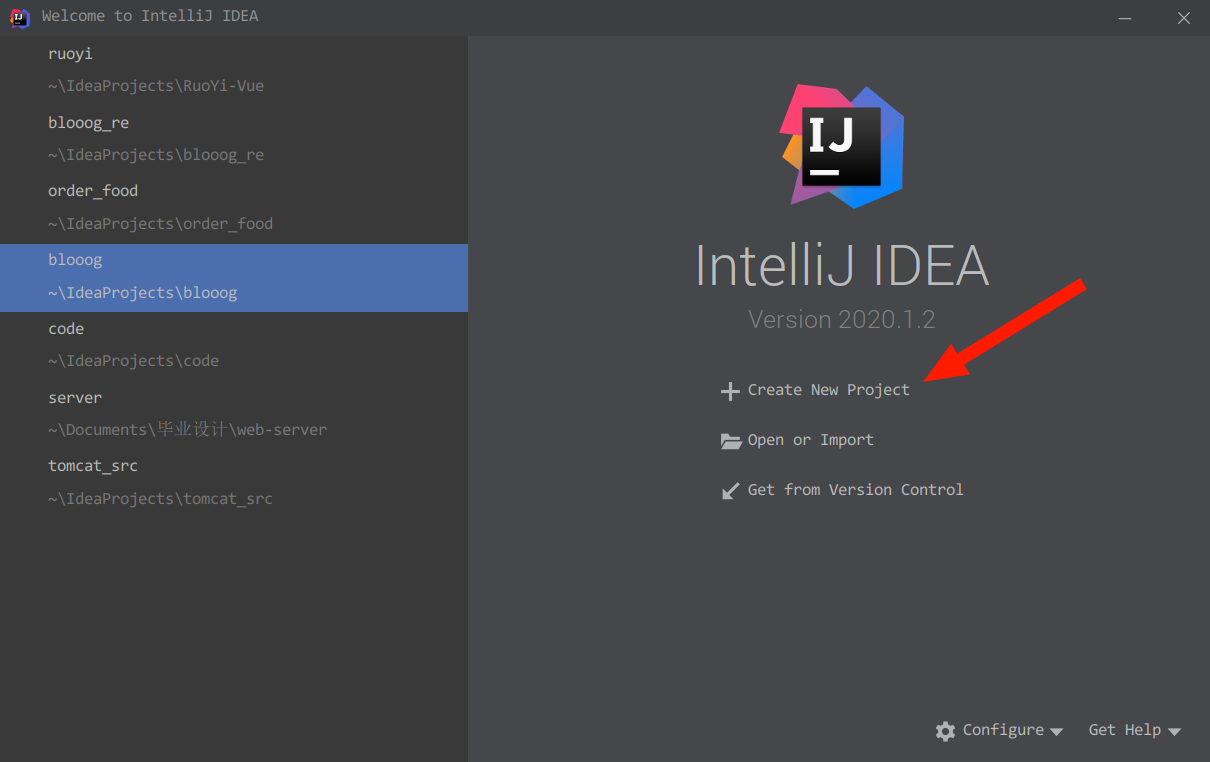 Welcome to IntelliJ IDEA
ruoyi
~\IdeaProjects\RuoYi-Vue
blooog_re
~\IdeaProjects\blooog_re
order_food
~\IdeaProjects\order_food
blooog
~\IdeaProjects\blooog
code
~\IdeaProjects\code
server
~\Documents\毕业设计\web-server
tomcat_src
~\IdeaProjects\tomcat_src
IJ
IntelliJ IDEA
Version 2020.1.2
Create New Project
Open or Import
Get from Version Control
Configure
Get Help